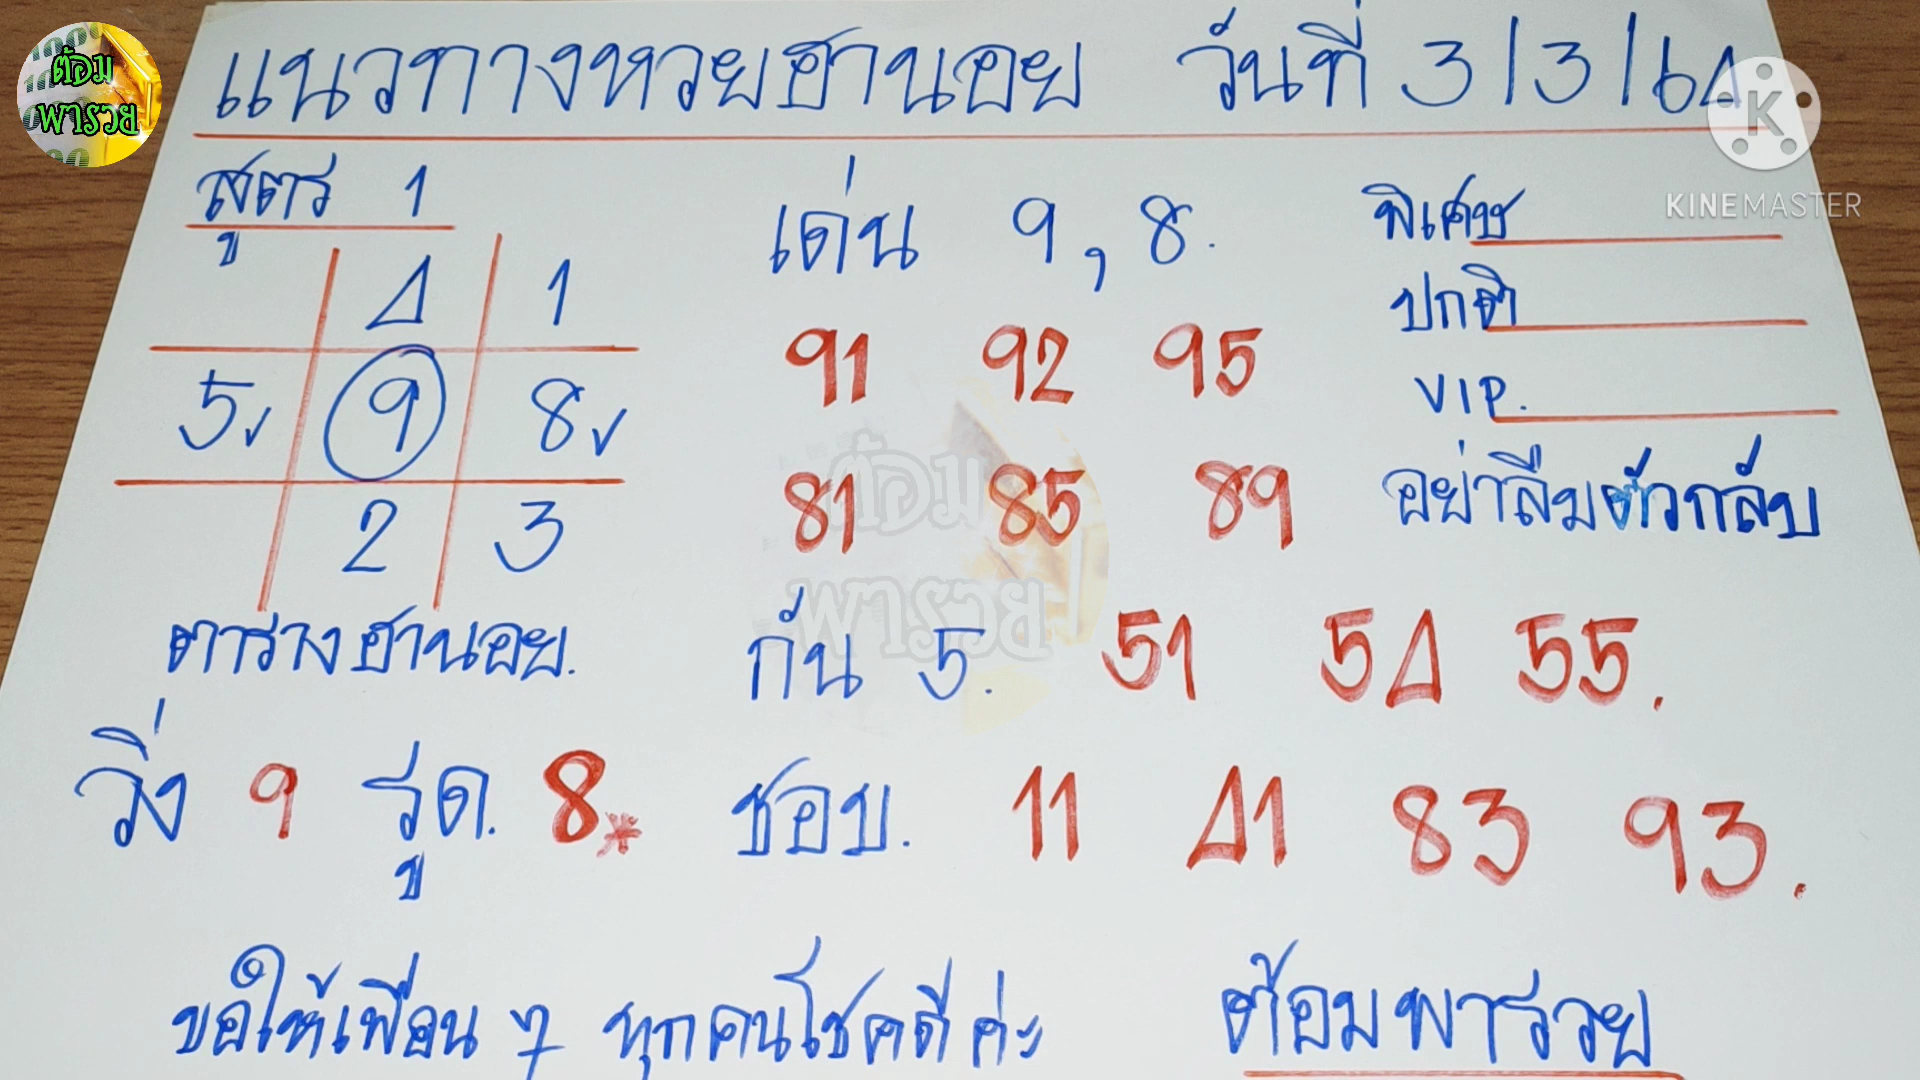 ต้อม
พารวย
แนวทางหวยฮานอย วันที่ 3/3/64
KINEMASTER
สูตร 1
เด่น 9,8.
พิเศษ
4 1
ปกติ
91 92 95
5 9 8
VIP.
81 85 89
อย่าลืมตัวกลับ
2 3
ตารางฮานอย.
กัน 5. 51 54 55.
วิ่ง 9 รูด. 8* ชอบ. 11 41 83 93.
ขอให้เพื่อน ๆ ทุกคนโชคดีค่ะ ต้อมพารวย